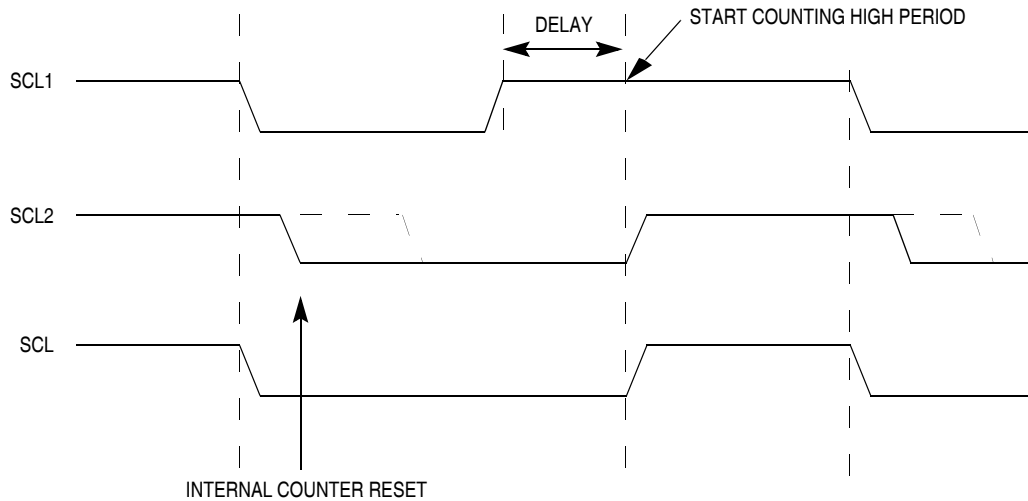 START COUNTING HIGH PERIOD
DELAY
SCL1
SCL2
SCL
INTERNAL COUNTER RESET